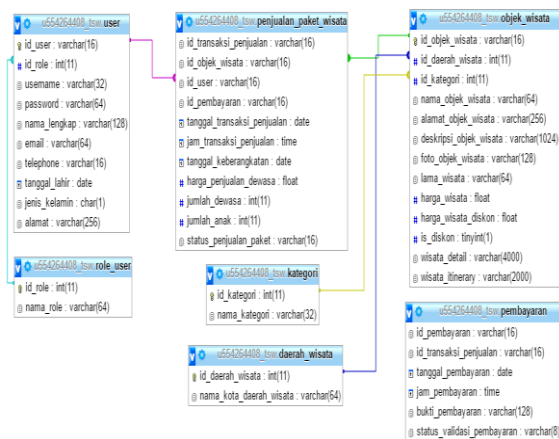 u554264408_tsw.user
id_user : varchar(16)
id_role : int(11)
username : varchar(32)
password : varchar(64)
nama_lengkap : varchar(128)
email : varchar(64)
telephone : varchar(16)
tanggal_lahir : date
jenis_kelamin : char(1)
alamat : varchar(256)
u554264408_tsw.role_user
id_role : int(11)
nama_role : varchar(64)
u554264408_tsw.penjualan_paket_wisata
id_transaksi_penjualan : varchar(16)
id_objek_wisata : varchar(16)
id_user : varchar(16)
id_pembayaran : varchar(16)
tanggal_transaksi_penjualan : date
jam_transaksi_penjualan : time
tanggal_keberangkatan : date
harga_penjualan_dewasa : float
jumlah_dewasa : int(11)
jumlah_anak : int(11)
status_penjualan_paket : varchar(16)
u554264408_tsw.kategori
id_kategori : int(11)
nama_kategori : varchar(32)
u554264408_tsw.daerah_wisata
id_daerah_wisata : int(11)
nama_kota_daerah_wisata : varchar(64)
u554264408_tsw.objek_wisata
id_objek_wisata : varchar(16)
id_daerah_wisata : int(11)
id_kategori : int(11)
nama_objek_wisata : varchar(64)
alamat_objek_wisata : varchar(256)
deskripsi_objek_wisata : varchar(1024)
foto_objek_wisata : varchar(128)
lama_wisata : varchar(64)
harga_wisata : float
harga_wisata_diskon : float
is_diskon : tinyint(1)
wisata_detail : varchar(4000)
wisata_itinerary : varchar(2000)
u554264408_tsw.pembayaran
id_pembayaran : varchar(16)
id_transaksi_penjualan : varchar(16)
tanggal_pembayaran : date
jam_pembayaran : time
bukti_pembayaran : varchar(128)
status_validasi_pembayaran : varchar(8)